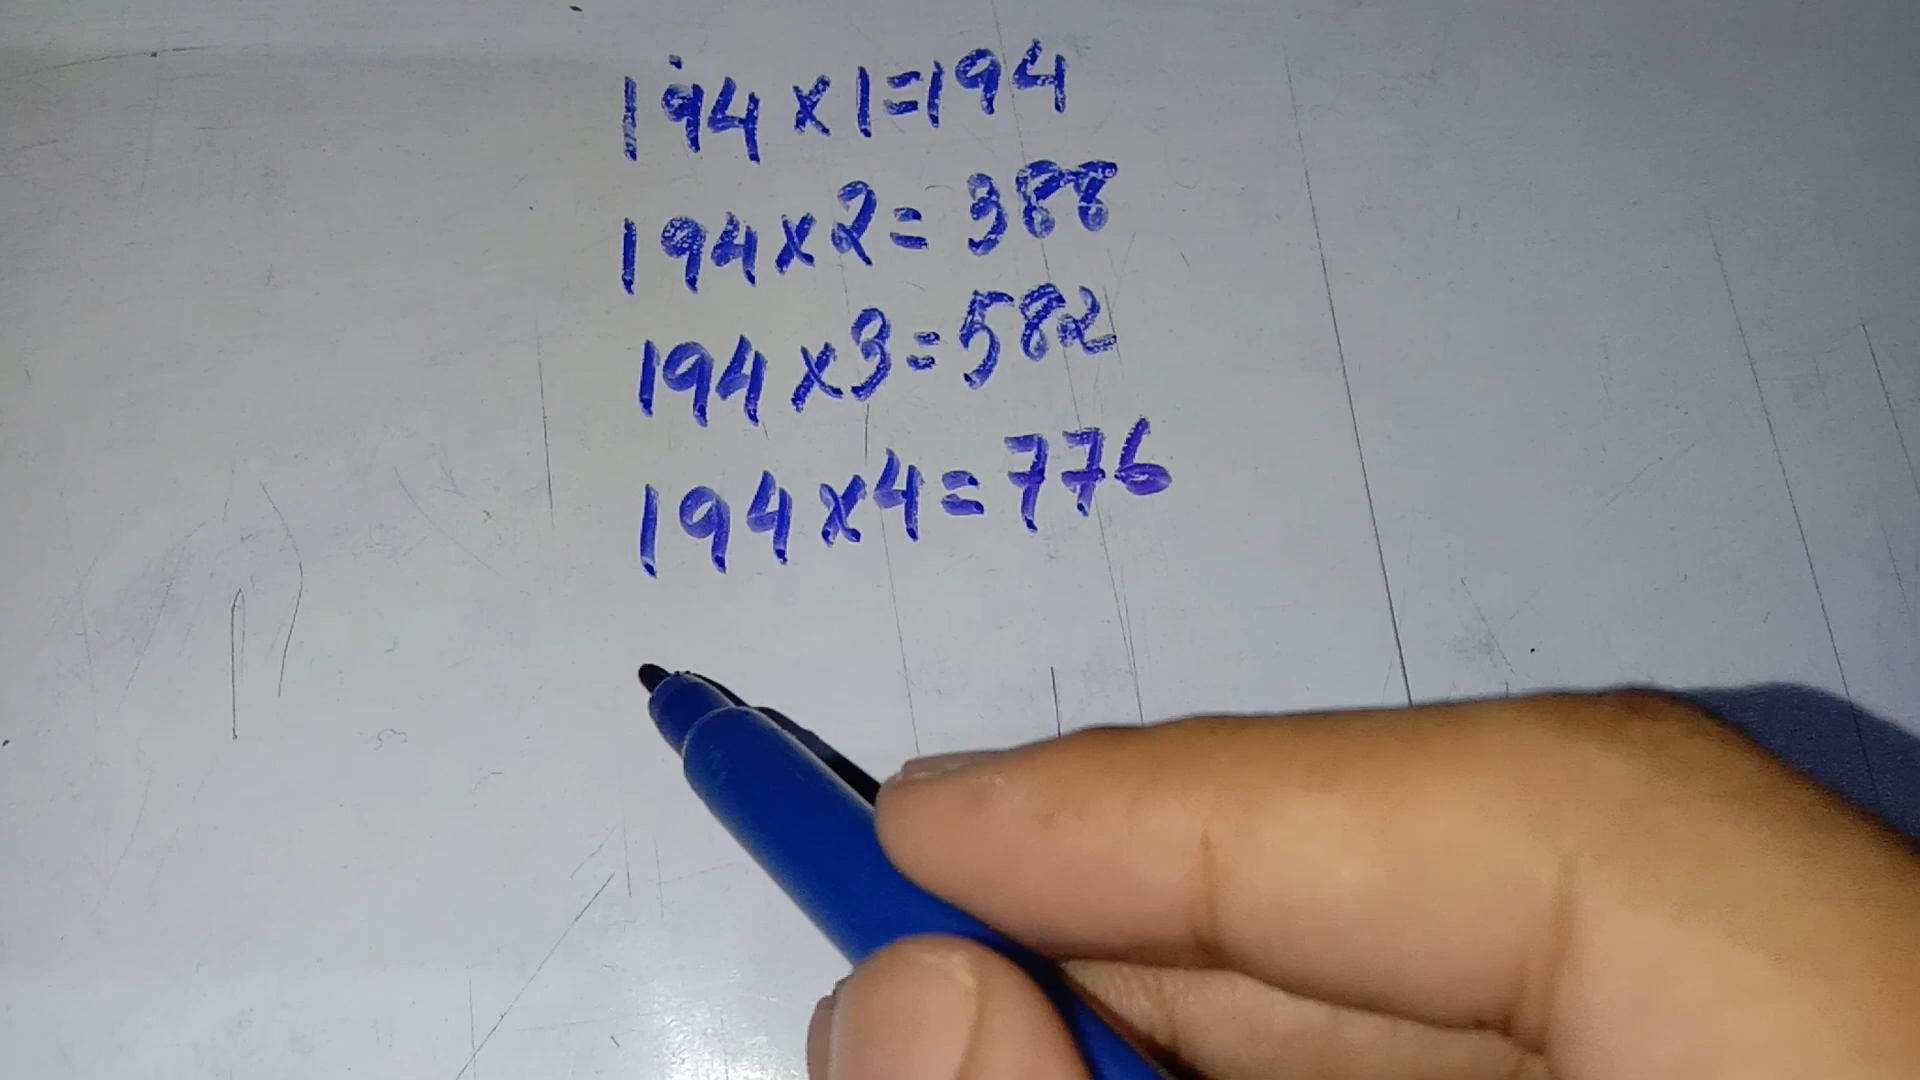 194 x 1 = 194
194 x 2 = 388
194 x 3 = 582
194 x 4 = 776